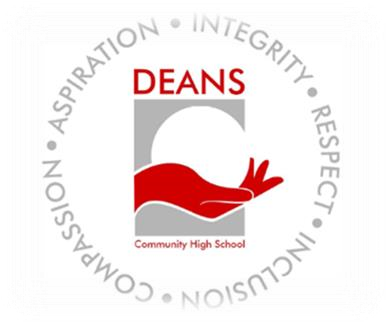 ASPIRATION • INTEGRITY • RESPECT • INCLUSION • COMPASSION •
DEANS
Community High School